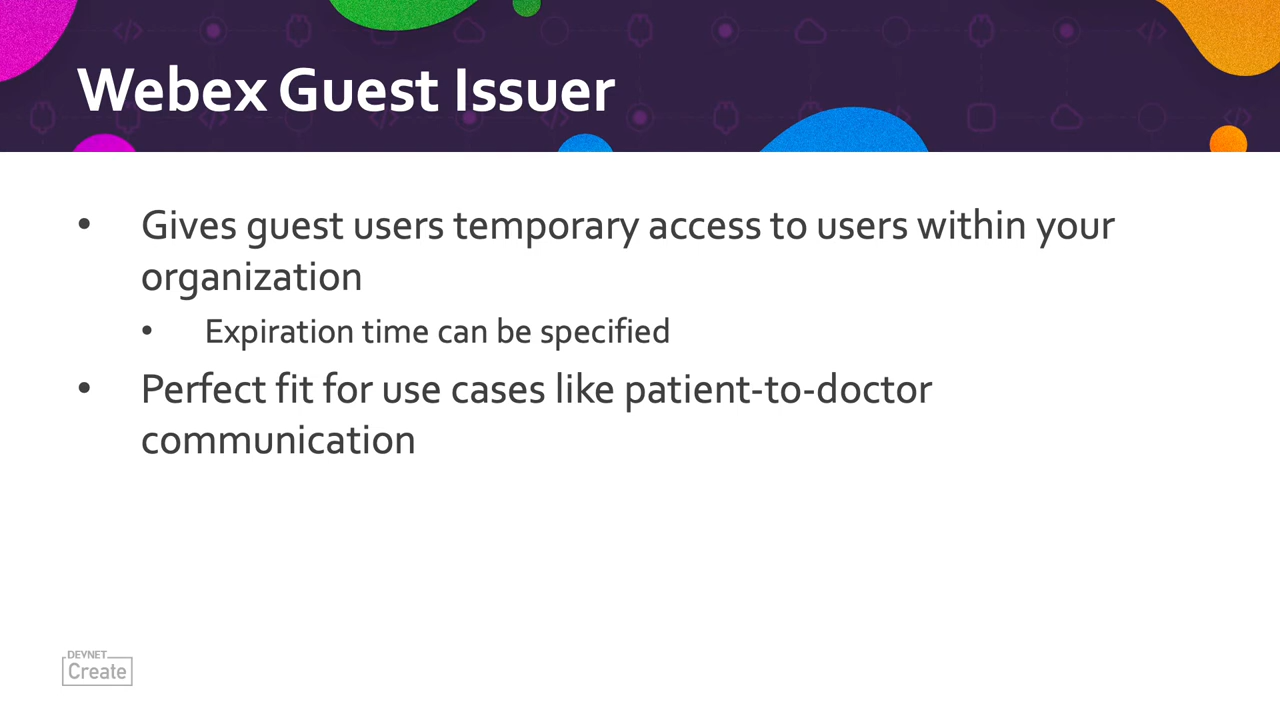 Webex Guest Issuer
• Gives guest users temporary access to users within your
organization
• Expiration time can be specified
• Perfect fit for use cases like patient-to-doctor
communication
DEVNET
Create